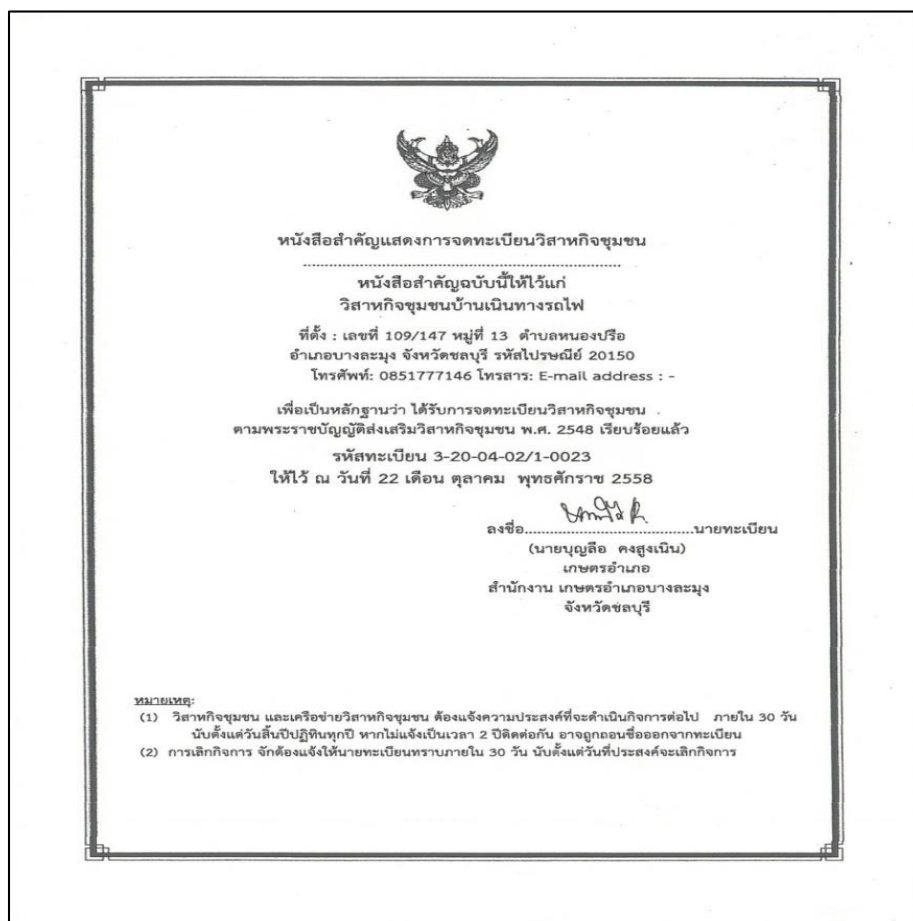 หนังสือสำคัญแสดงการจดทะเบียนวิสาหกิจชุมชน
................................................................................
หนังสือสำคัญฉบับนี้ให้ไว้แก่
วิสาหกิจชุมชนบ้านเนินทางรถไฟ
ที่ตั้ง : เลขที่ 109/147 หมู่ที่ 13 ตำบลหนองปรือ
อำเภอบางละมุง จังหวัดชลบุรี รหัสไปรษณีย์ 20150
โทรศัพท์: 0851777146 โทรสาร: E-mail address : -
เพื่อเป็นหลักฐานว่า ได้รับการจดทะเบียนวิสาหกิจชุมชน
ตามพระราชบัญญัติส่งเสริมวิสาหกิจชุมชน พ.ศ. 2548 เรียบร้อยแล้ว
รหัสทะเบียน 3-20-04-02/1-0023
ให้ไว้ ณ วันที่ 22 เดือน ตุลาคม พุทธศักราช 2558
ลงชื่อ........................................นายทะเบียน
(นายบุญลือ คงสูงเนิน)
เกษตรอำเภอ
สำนักงาน เกษตรอำเภอบางละมุง
จังหวัดชลบุรี
หมายเหตุ:
(1) วิสาหกิจชุมชน และเครือข่ายวิสาหกิจชุมชน ต้องแจ้งความประสงค์ที่จะดำเนินกิจการต่อไป ภายใน 30 วัน
นับตั้งแต่วันสิ้นปีปฏิทินทุกปี หากไม่แจ้งเป็นเวลา 2 ปีติดต่อกัน อาจถูกถอนชื่อออกจากทะเบียน
(2) การเลิกกิจการ จักต้องแจ้งให้นายทะเบียนทราบภายใน 30 วัน นับตั้งแต่วันที่ประสงค์จะเลิกกิจการ